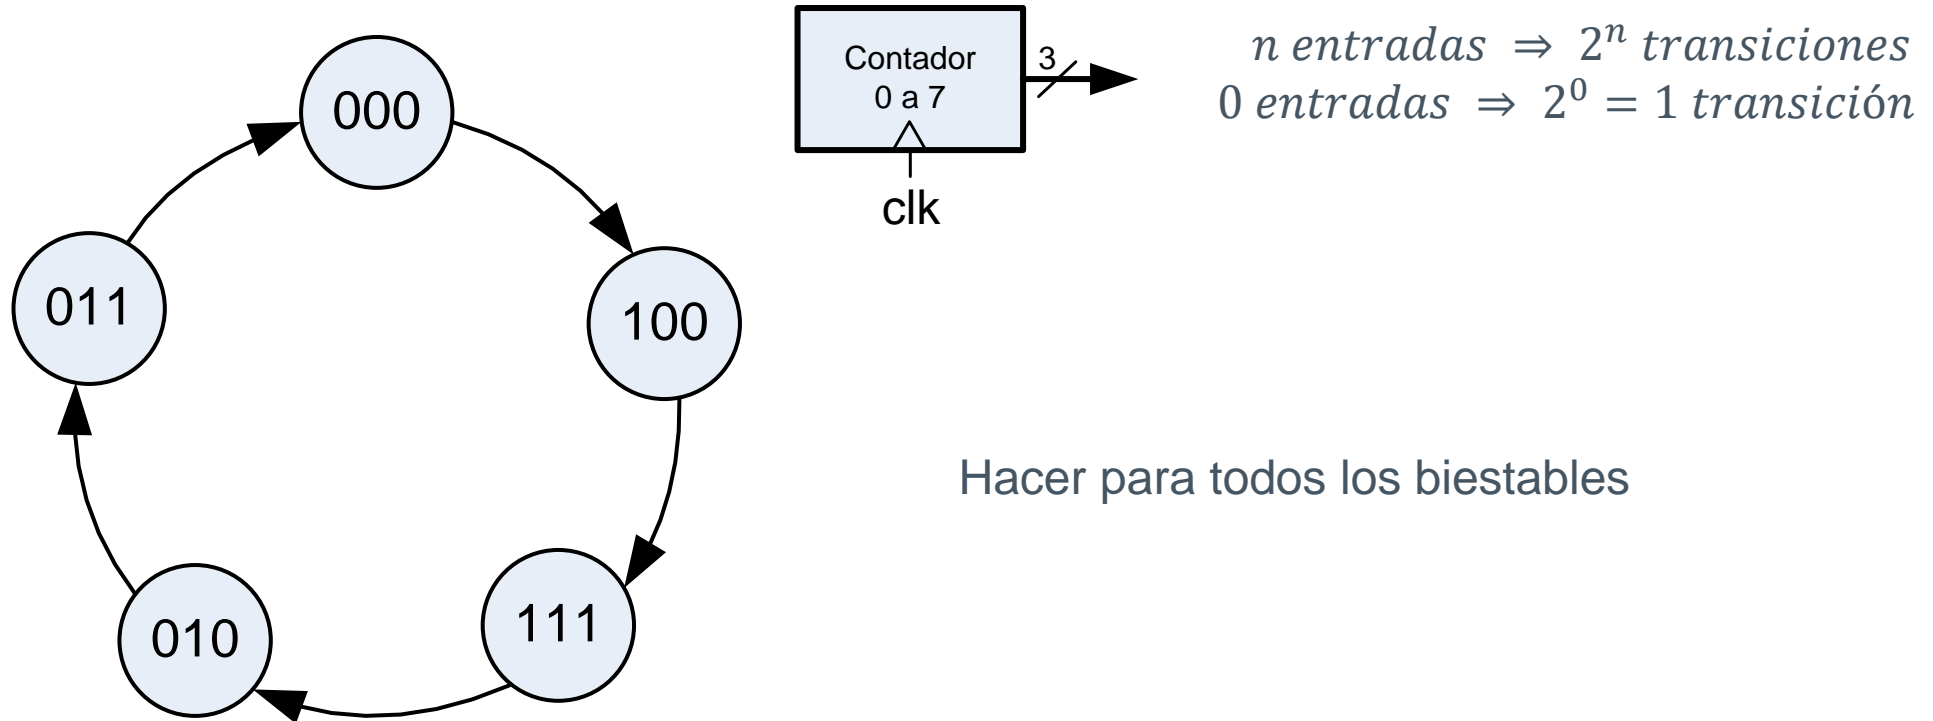 000
100
111
010
011
Contador
0 a 7
3
clk
n entradas ⇒ 2ⁿ transiciones
0 entradas ⇒ 2⁰ = 1 transición
Hacer para todos los biestables